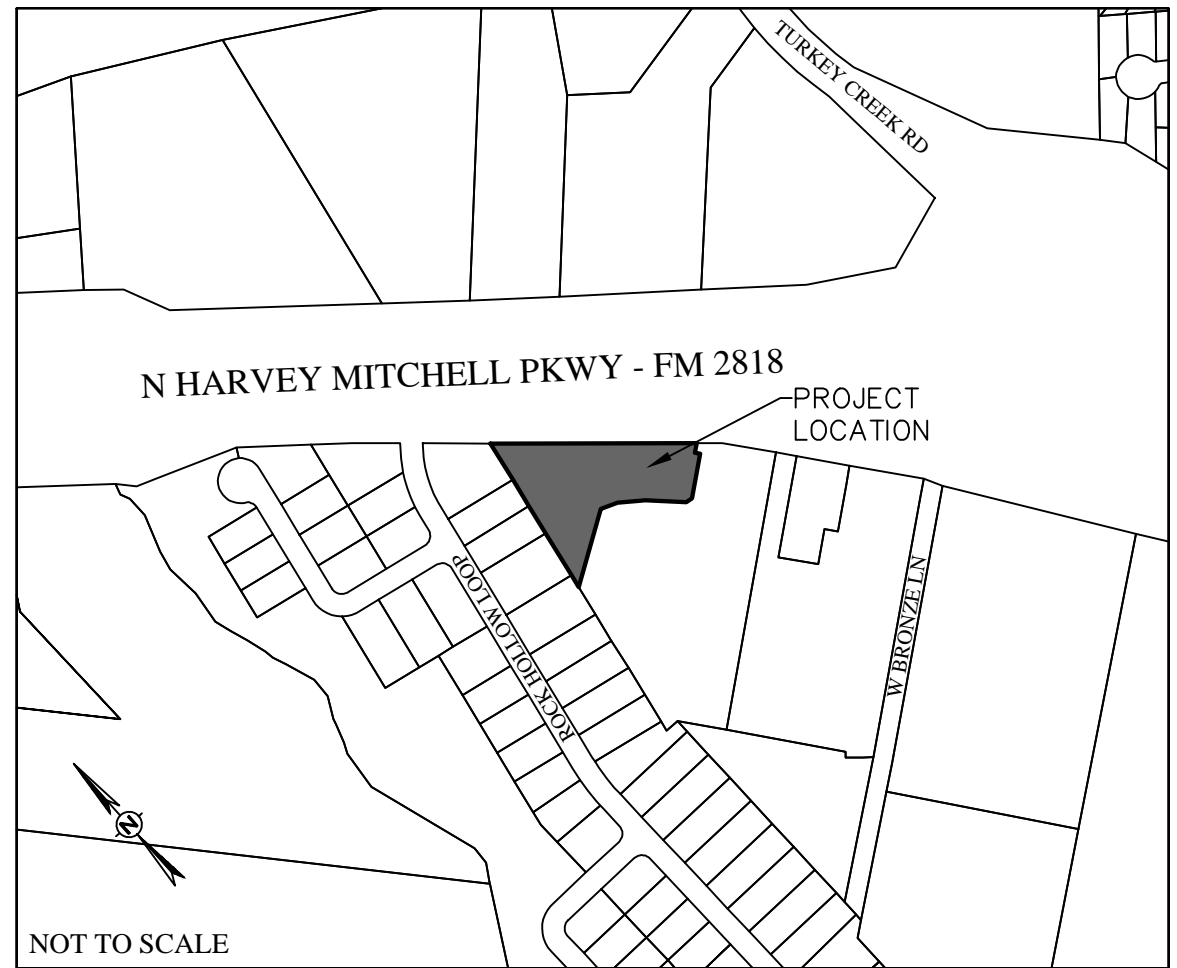 TURKEY CREEK RD
N HARVEY MITCHELL PKWY - FM 2818
PROJECT
LOCATION
ROCK HOLLOW LOOP
W BRONZE LN
N
NOT TO SCALE